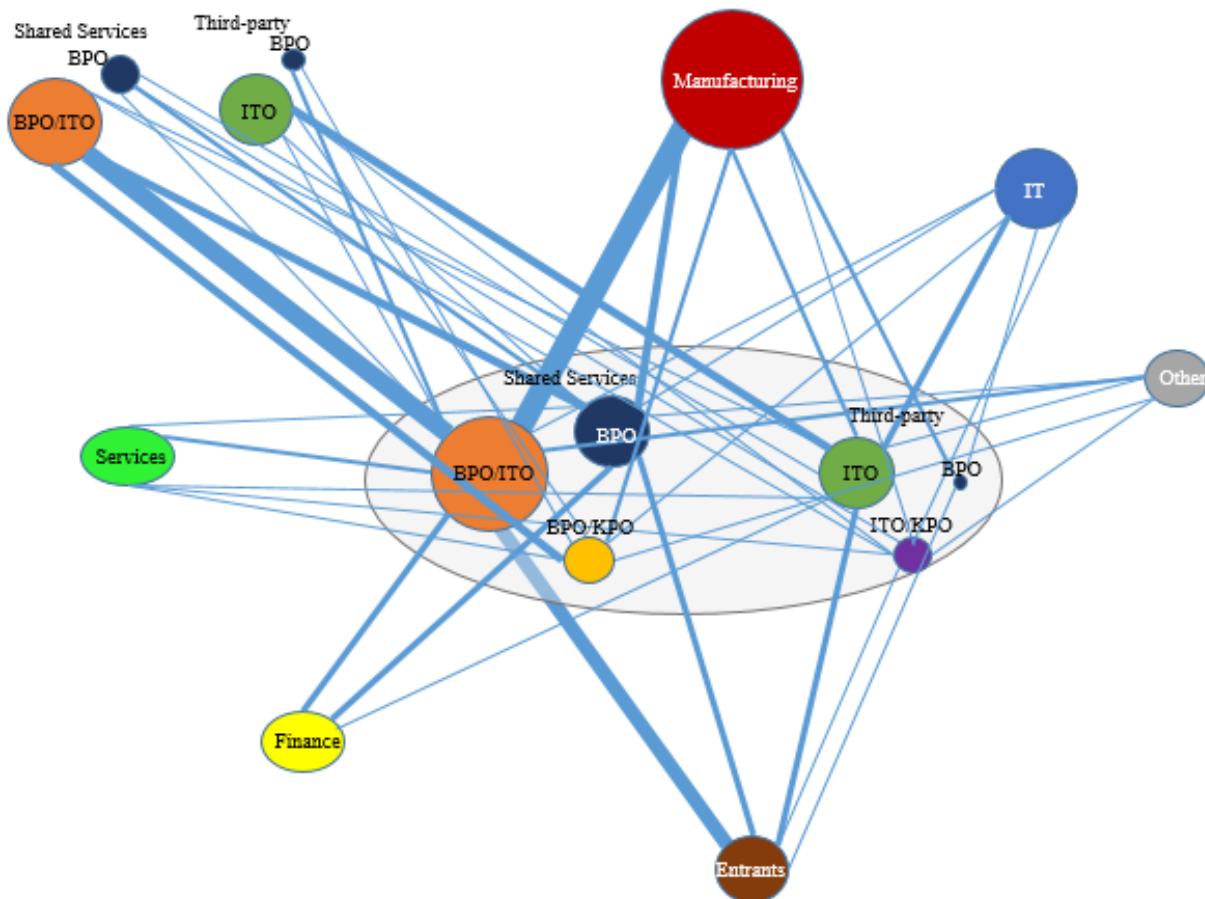 Third-party
Shared Services
BPO
BPO
BPO/ITO
ITO
Manufacturing
IT
Shared Services
Other
Third-party
BPO
Services
BPO/ITO
ITO
BPO
BPO/KPO
ITO/KPO
Finance
Entrants